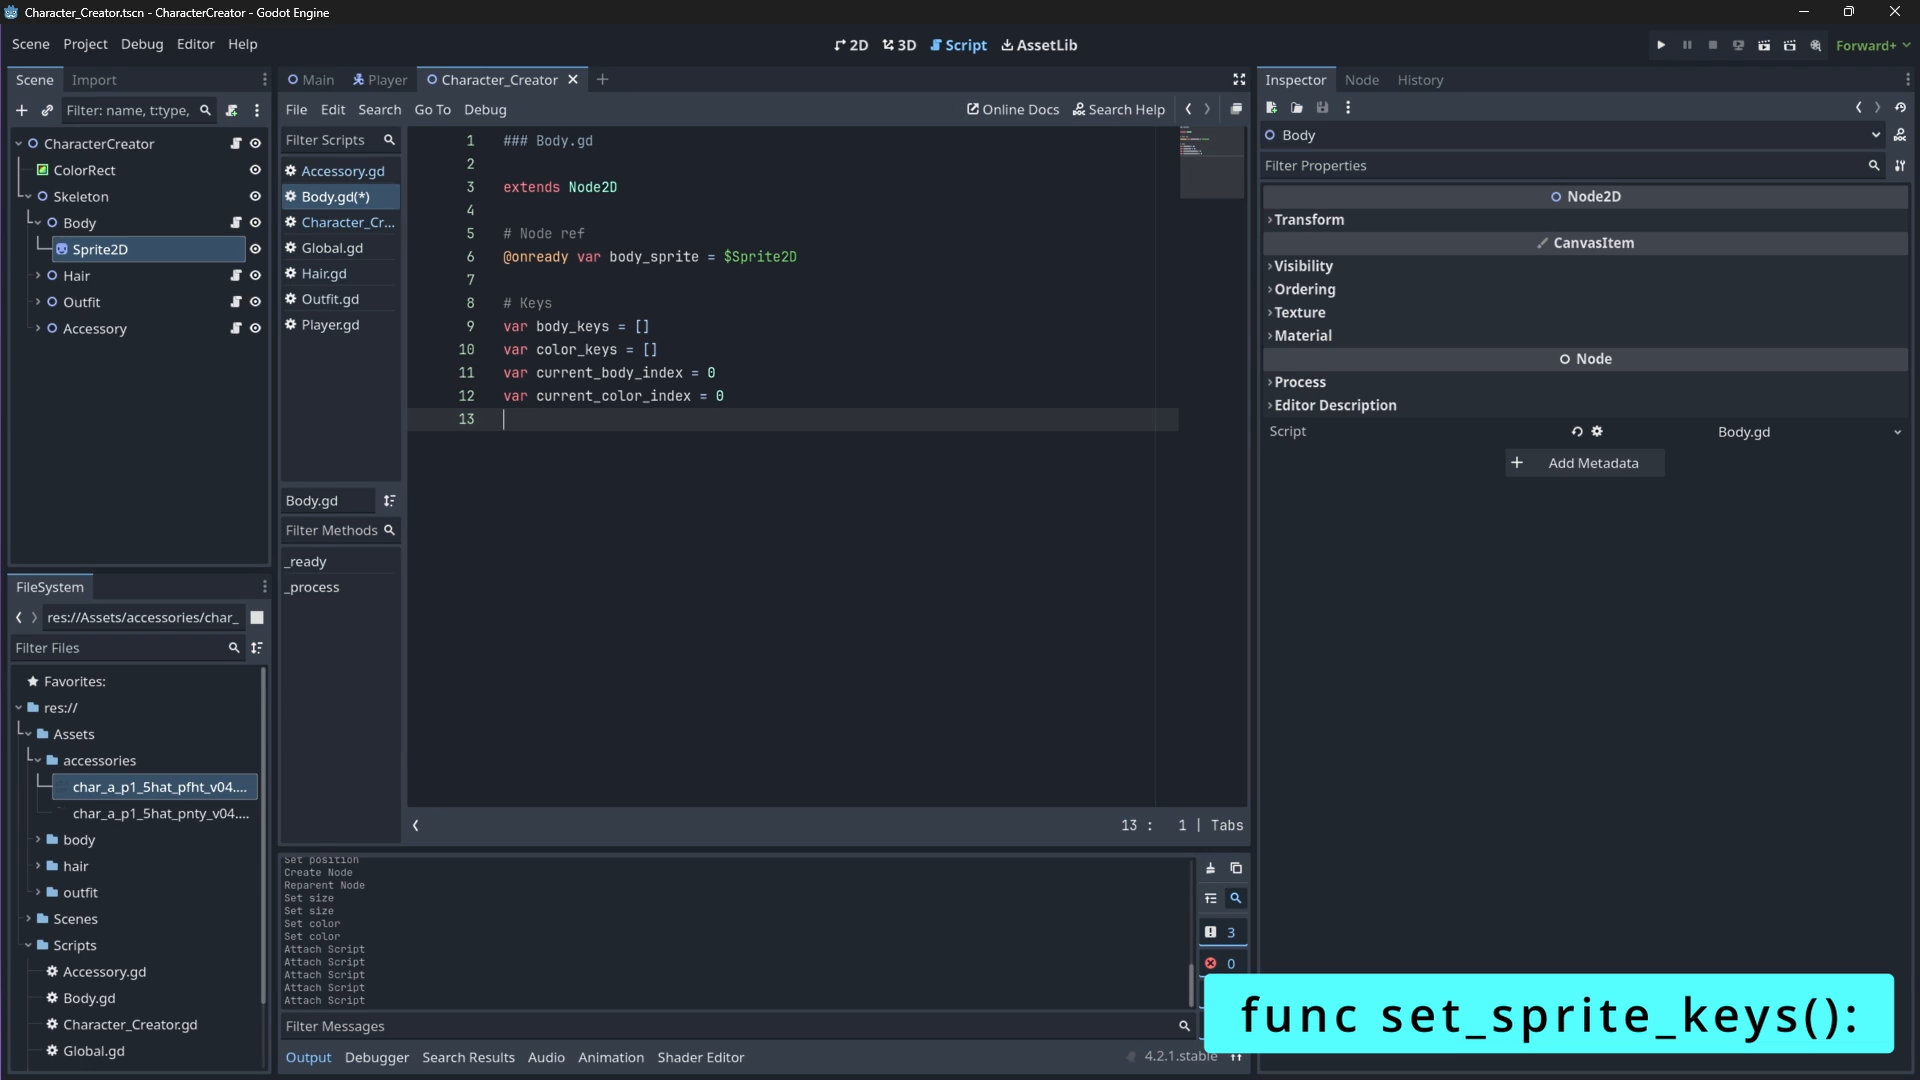 Character_Creator.tscn - CharacterCreator - Godot Engine
Scene Project Debug Editor Help
2D 3D Script AssetLib
Forward+
Scene Import
Filter: name, t:type,
CharacterCreator
ColorRect
Skeleton
Body
Sprite2D
Hair
Outfit
Accessory
Main Player Character_Creator
File Edit Search Go To Debug
Online Docs Search Help
Filter Scripts
Accessory.gd
Body.gd(*)
Character_Cr...
Global.gd
Hair.gd
Outfit.gd
Player.gd
Body.gd
Filter Methods
_ready
_process
1 ### Body.gd
2
3 extends Node2D
4
5 # Node ref
6 @onready var body_sprite = $Sprite2D
7
8 # Keys
9 var body_keys = []
10 var color_keys = []
11 var current_body_index = 0
12 var current_color_index = 0
13
13 : 1 | Tabs
Inspector Node History
Body
Filter Properties
Node2D
Transform
CanvasItem
Visibility
Ordering
Texture
Material
Node
Process
Editor Description
Script Body.gd
Add Metadata
FileSystem
res://Assets/accessories/char_
Filter Files
Favorites:
res://
Assets
accessories
char_a_p1_5hat_pfht_v04....
char_a_p1_5hat_pnty_v04....
body
hair
outfit
Scenes
Scripts
Accessory.gd
Body.gd
Character_Creator.gd
Global.gd
Set position
Create Node
Reparent Node
Set size
Set size
Set color
Set color
Attach Script
Attach Script
Attach Script
Attach Script
Attach Script
3
0
Filter Messages
Output Debugger Search Results Audio Animation Shader Editor
4.2.1.stable
func set_sprite_keys():